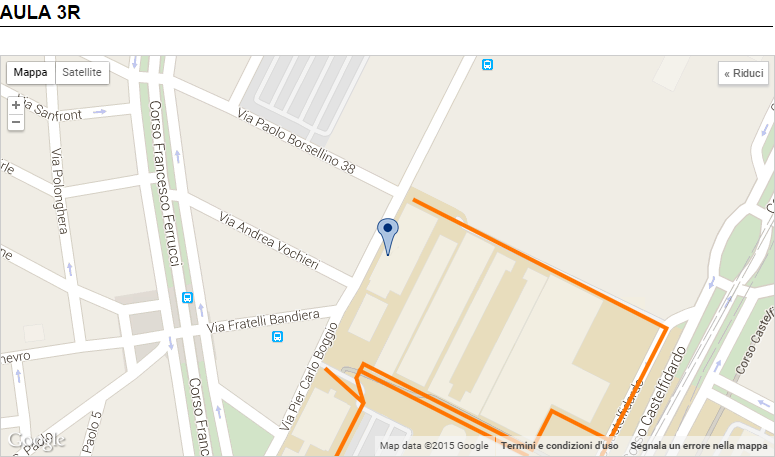 AULA 3R
Mappa
Satellite
« Riduci
+
−
Via Sanfront
Corso Francesco Ferrucci
Via Paolo Borsellino 38
Via Polonghera
Via Andrea Vochieri
Via Fratelli Bandiera
Via Pier Carlo Boggio
Corso Castelfidardo
Corso Castelfi
nevro
Paolo 5
Corso Franc
Google
Map data ©2015 Google
Termini e condizioni d'uso
Segnala un errore nella mappa